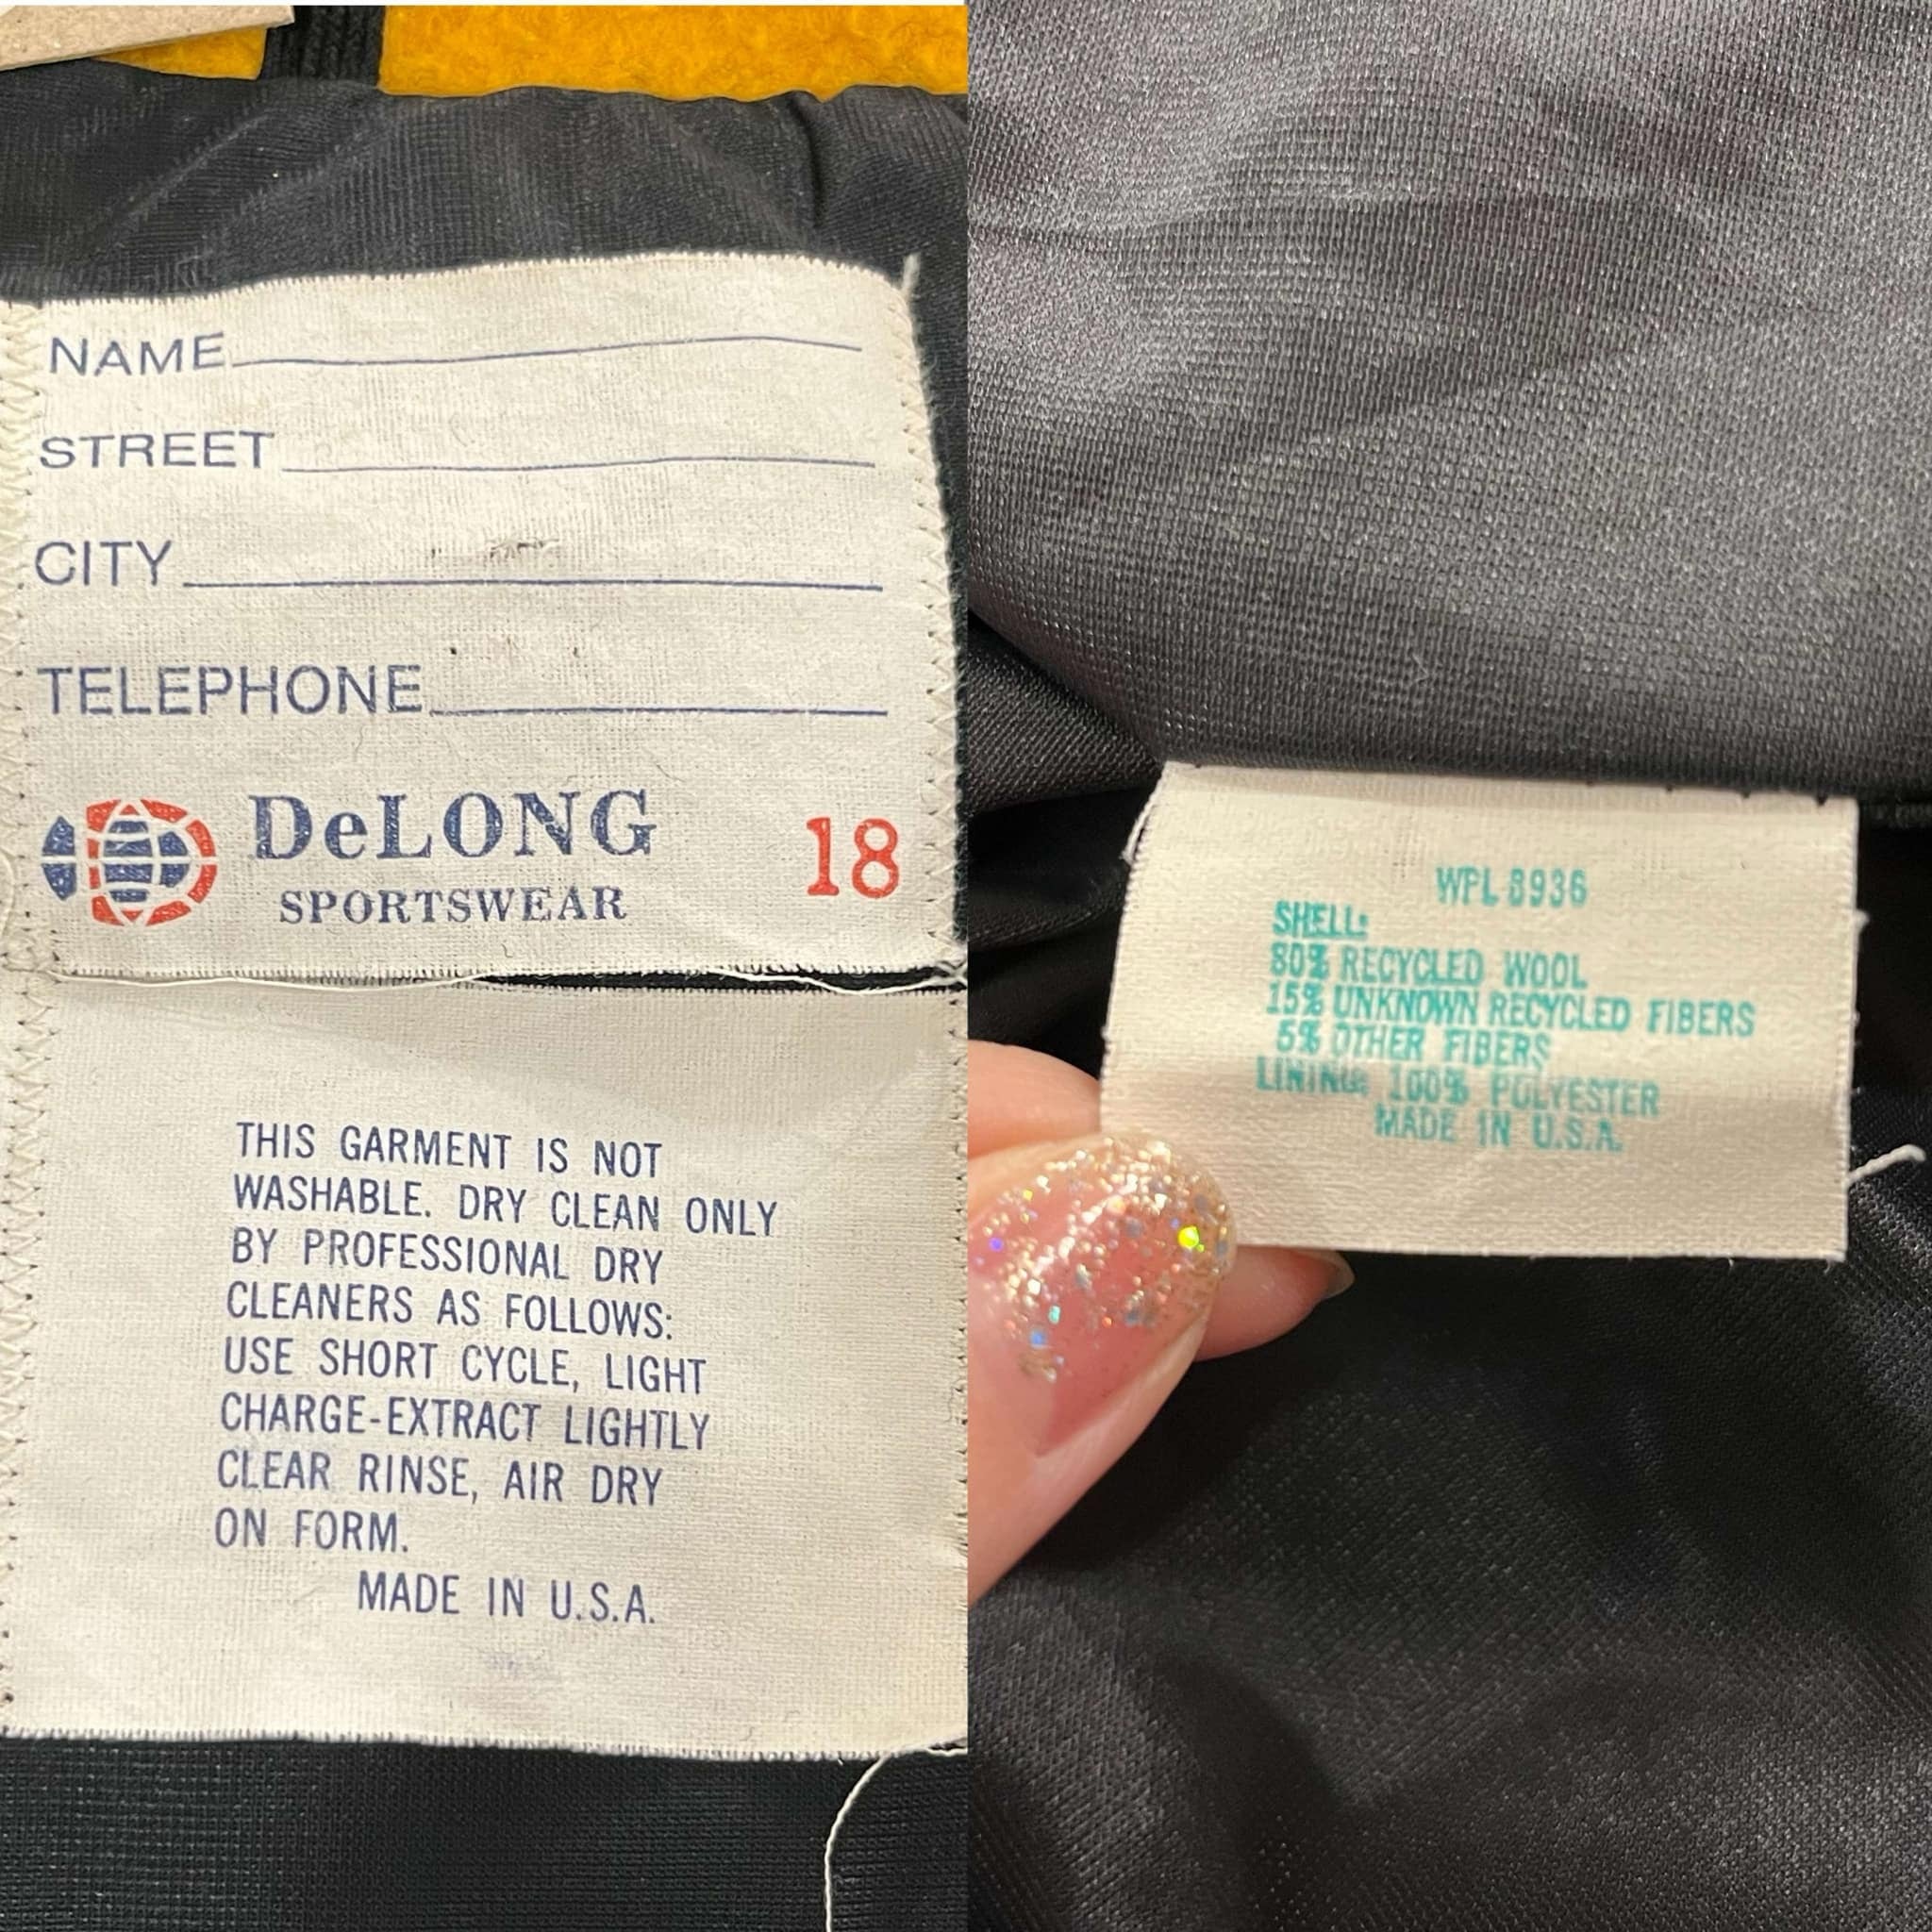 NAME
STREET
CITY
TELEPHONE
DeLONG
SPORTSWEAR
18
THIS GARMENT IS NOT
WASHABLE. DRY CLEAN ONLY
BY PROFESSIONAL DRY
CLEANERS AS FOLLOWS:
USE SHORT CYCLE, LIGHT
CHARGE-EXTRACT LIGHTLY
CLEAR RINSE, AIR DRY
ON FORM.
MADE IN U.S.A.
WPL 8936
SHELL:
80% RECYCLED WOOL
15% UNKNOWN RECYCLED FIBERS
5% OTHER FIBERS
LINING: 100% POLYESTER
MADE IN U.S.A.